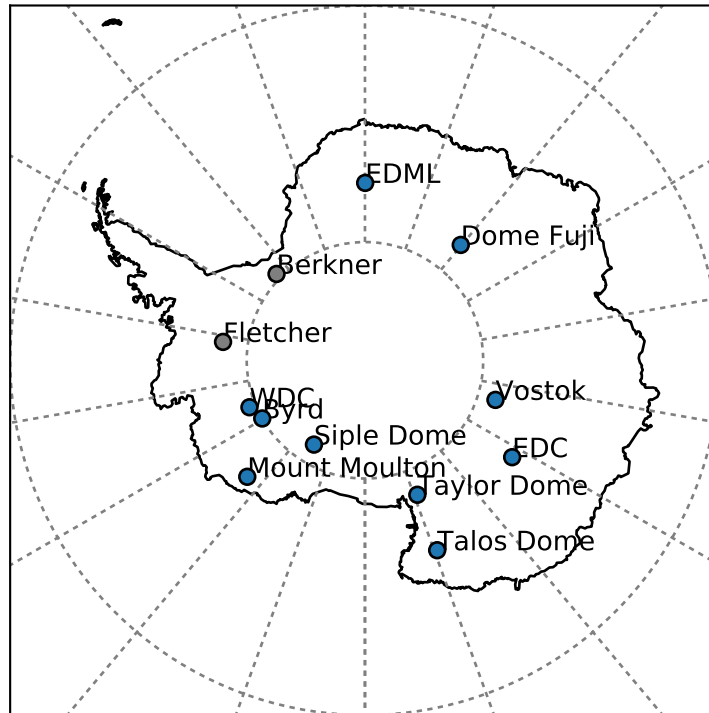 EDML
Dome Fuji
Berkner
Fletcher
Vostok
WDC
Byrd
Siple Dome
EDC
Mount Moulton
Taylor Dome
Talos Dome